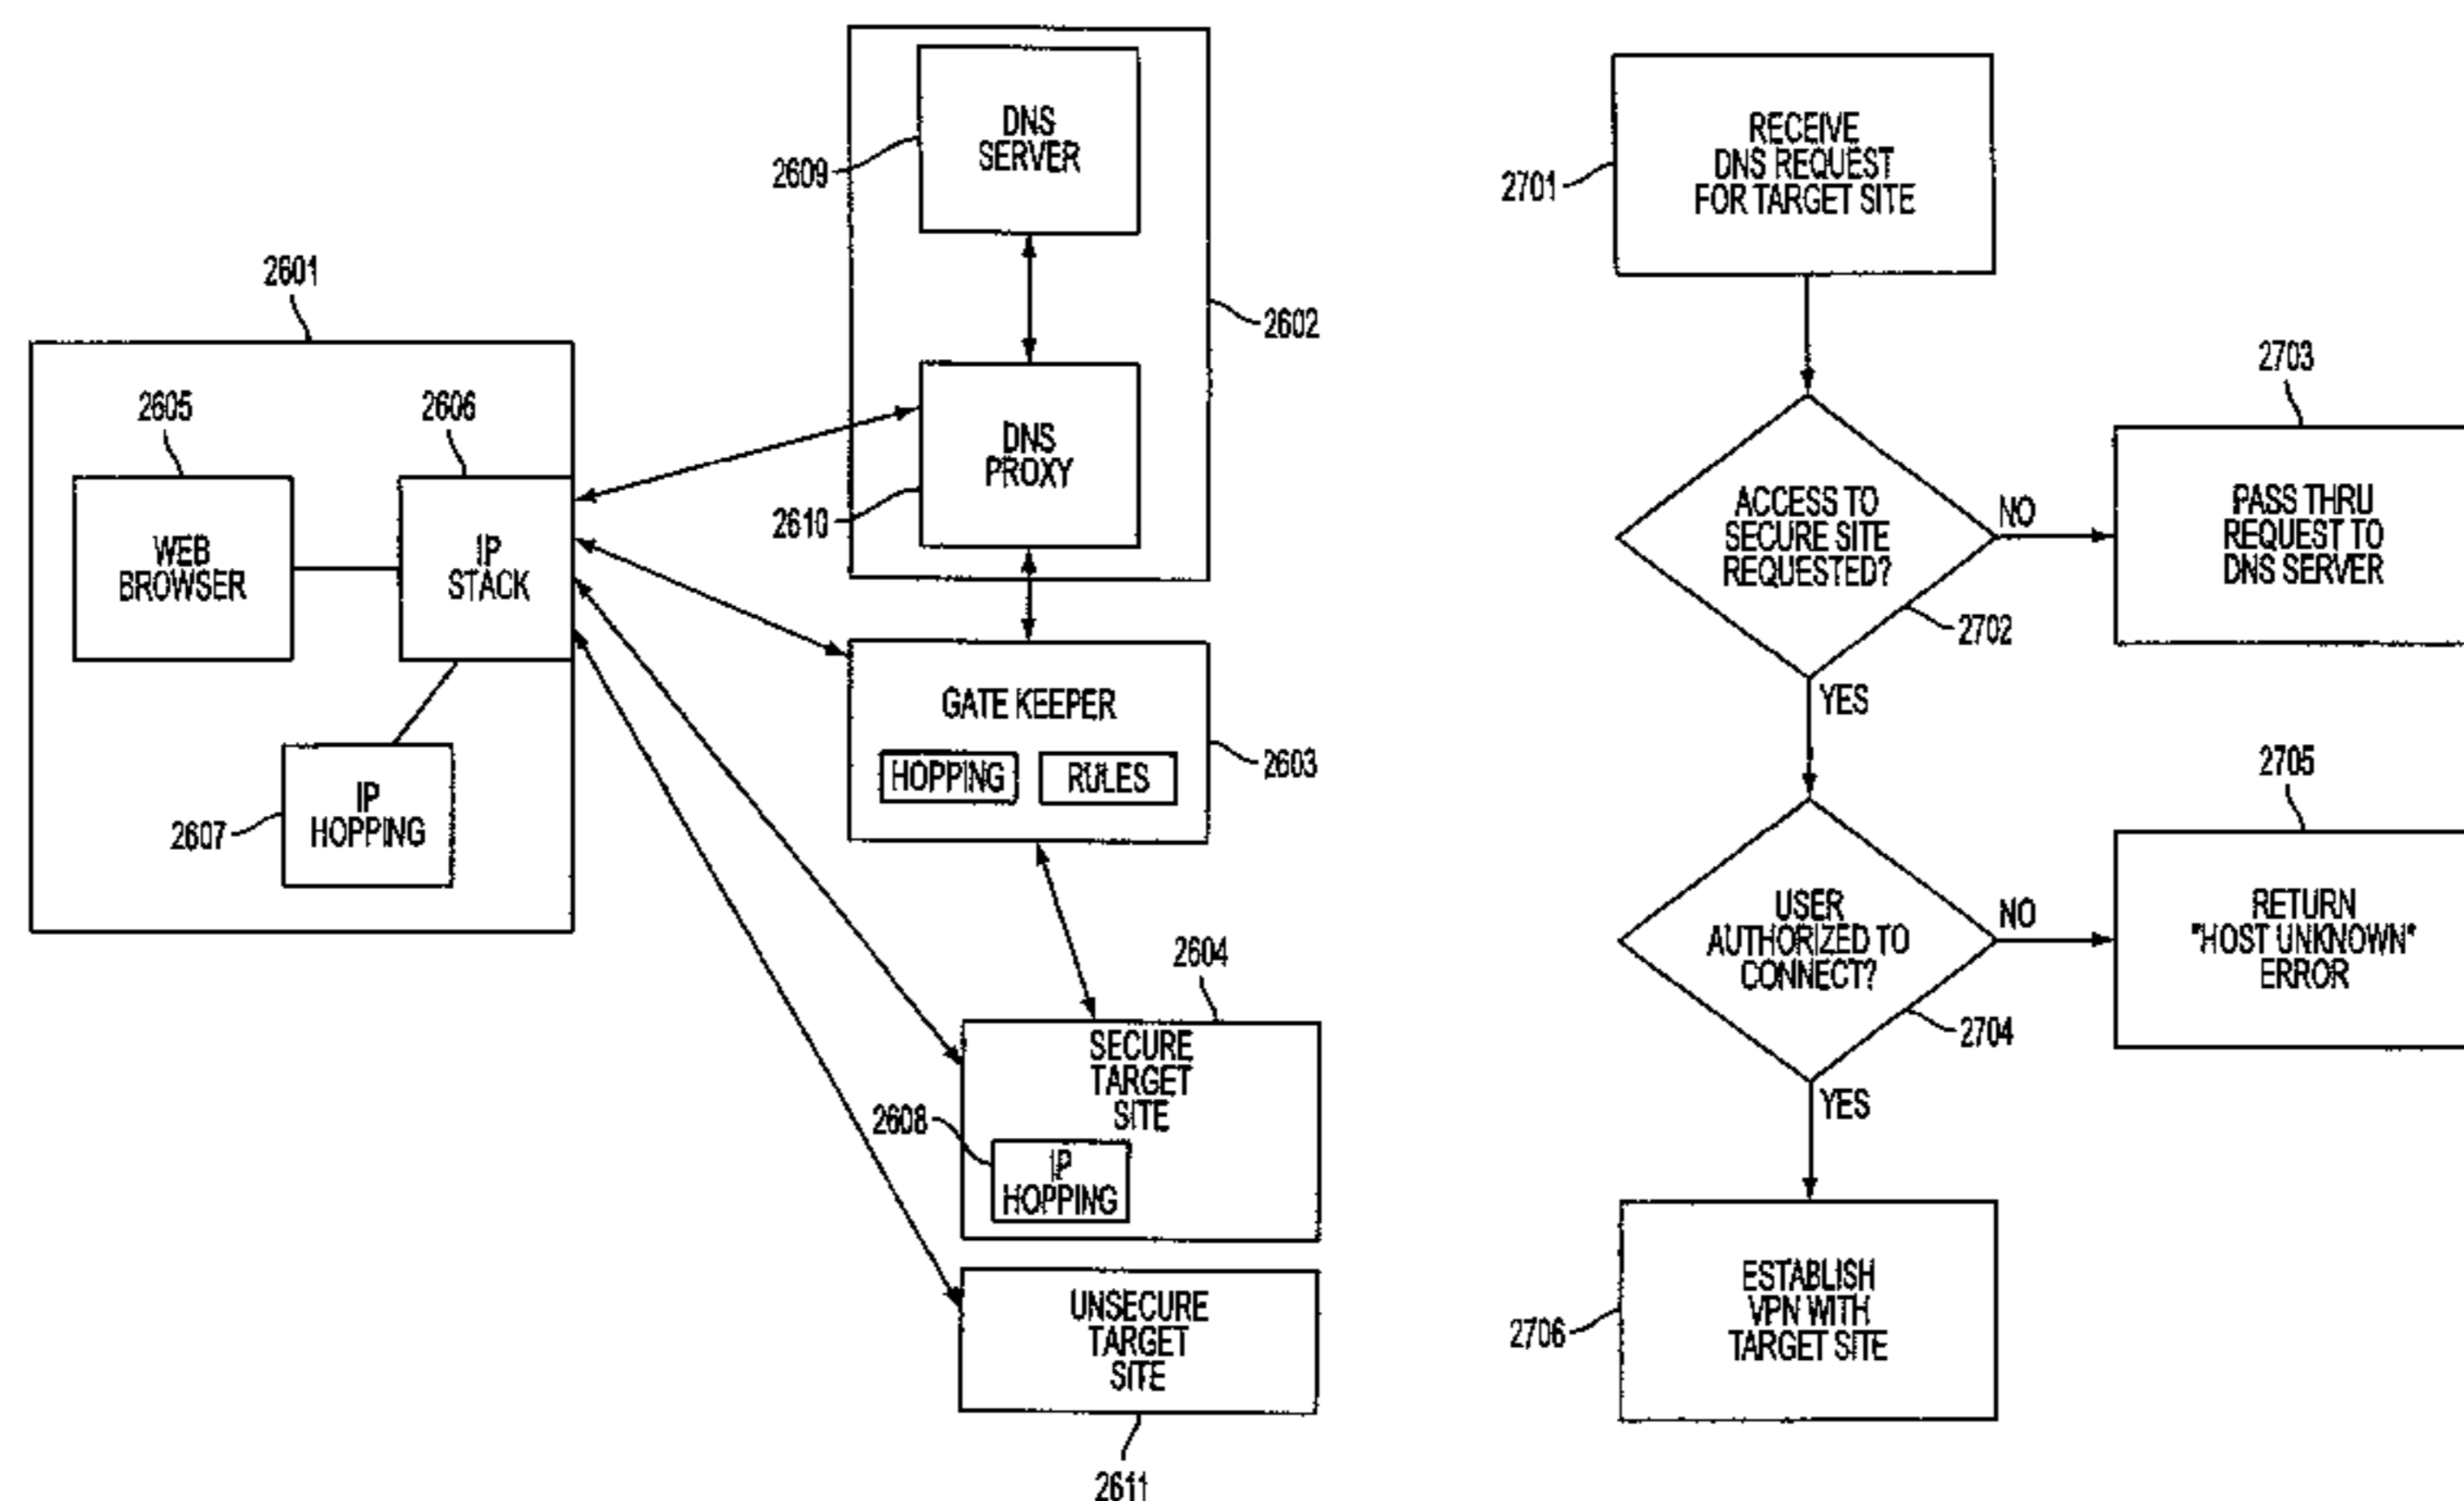 2601
2605
2606
WEB
BROWSER
IP
STACK
2607
IP
HOPPING
DNS
SERVER
2609
2602
DNS
PROXY
2610
GATE KEEPER
HOPPING
RULES
2603
2604
SECURE
TARGET
SITE
2608
IP
HOPPING
UNSECURE
TARGET
SITE
2611
2701
RECEIVE
DNS REQUEST
FOR TARGET SITE
ACCESS TO
SECURE SITE
REQUESTED?
2702
NO
2703
PASS THRU
REQUEST TO
DNS SERVER
YES
USER
AUTHORIZED TO
CONNECT?
2704
NO
2705
RETURN
"HOST UNKNOWN"
ERROR
YES
2706
ESTABLISH
VPN WITH
TARGET SITE